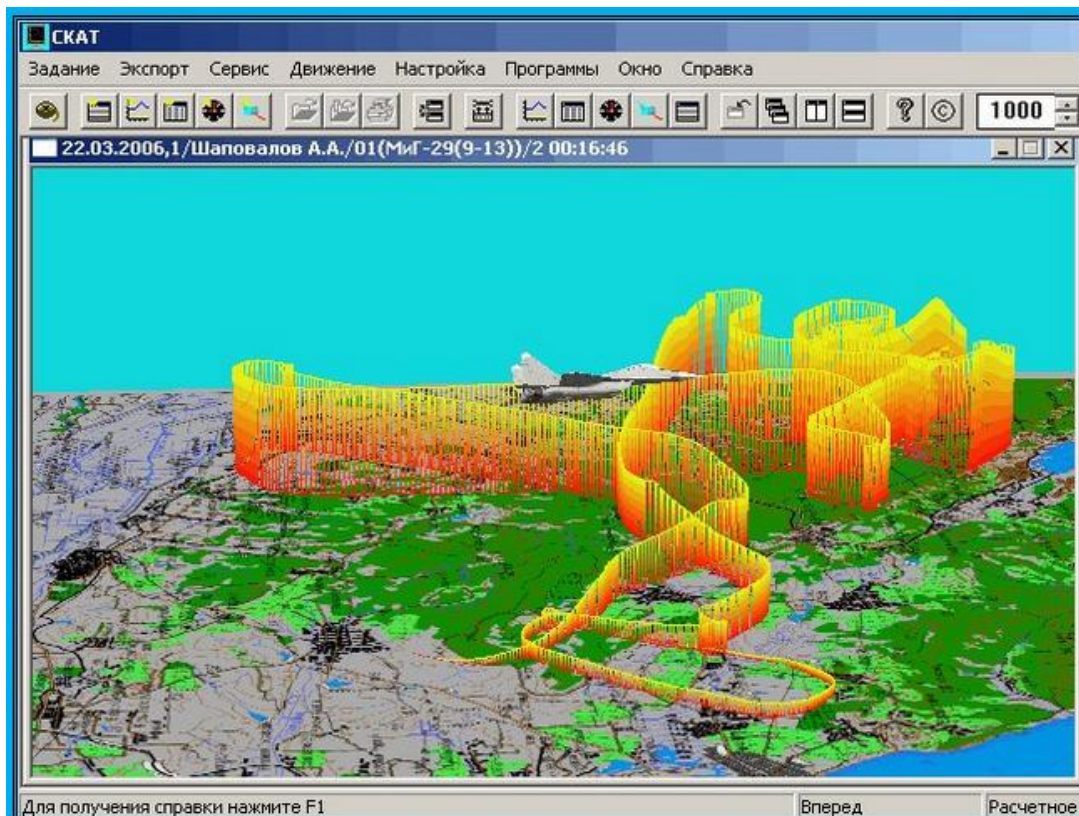 СКАТ
Задание Экспорт Сервис Движение Настройка Программы Окно Справка
1000
22.03.2006,1/Шаповалов А.А./01(МиГ-29(9-13))/2 00:16:46
Для получения справки нажмите F1 Вперед Расчетное